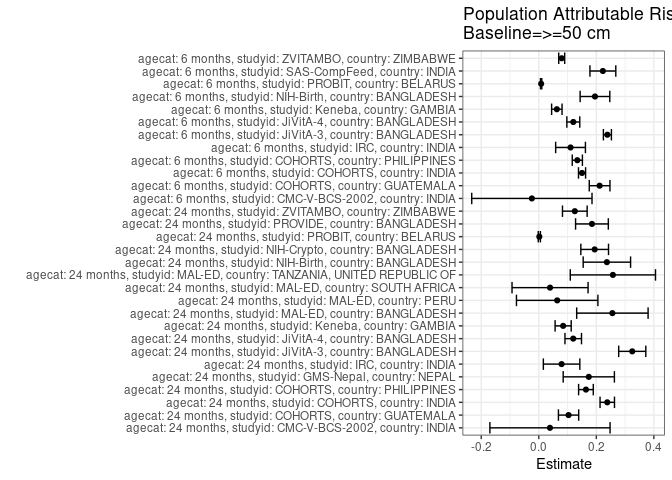 Population Attributable Ris
Baseline=>=50 cm
agecat: 6 months, studyid: ZVITAMBO, country: ZIMBABWE
agecat: 6 months, studyid: SAS-CompFeed, country: INDIA
agecat: 6 months, studyid: PROBIT, country: BELARUS
agecat: 6 months, studyid: NIH-Birth, country: BANGLADESH
agecat: 6 months, studyid: Keneba, country: GAMBIA
agecat: 6 months, studyid: JiVitA-4, country: BANGLADESH
agecat: 6 months, studyid: JiVitA-3, country: BANGLADESH
agecat: 6 months, studyid: IRC, country: INDIA
agecat: 6 months, studyid: COHORTS, country: PHILIPPINES
agecat: 6 months, studyid: COHORTS, country: INDIA
agecat: 6 months, studyid: COHORTS, country: GUATEMALA
agecat: 6 months, studyid: CMC-V-BCS-2002, country: INDIA
agecat: 24 months, studyid: ZVITAMBO, country: ZIMBABWE
agecat: 24 months, studyid: PROVIDE, country: BANGLADESH
agecat: 24 months, studyid: PROBIT, country: BELARUS
agecat: 24 months, studyid: NIH-Crypto, country: BANGLADESH
agecat: 24 months, studyid: NIH-Birth, country: BANGLADESH
agecat: 24 months, studyid: MAL-ED, country: TANZANIA, UNITED REPUBLIC OF
agecat: 24 months, studyid: MAL-ED, country: SOUTH AFRICA
agecat: 24 months, studyid: MAL-ED, country: PERU
agecat: 24 months, studyid: MAL-ED, country: BANGLADESH
agecat: 24 months, studyid: Keneba, country: GAMBIA
agecat: 24 months, studyid: JiVitA-4, country: BANGLADESH
agecat: 24 months, studyid: JiVitA-3, country: BANGLADESH
agecat: 24 months, studyid: IRC, country: INDIA
agecat: 24 months, studyid: GMS-Nepal, country: NEPAL
agecat: 24 months, studyid: COHORTS, country: PHILIPPINES
agecat: 24 months, studyid: COHORTS, country: INDIA
agecat: 24 months, studyid: COHORTS, country: GUATEMALA
agecat: 24 months, studyid: CMC-V-BCS-2002, country: INDIA
-0.2 0.0 0.2 0.4
Estimate